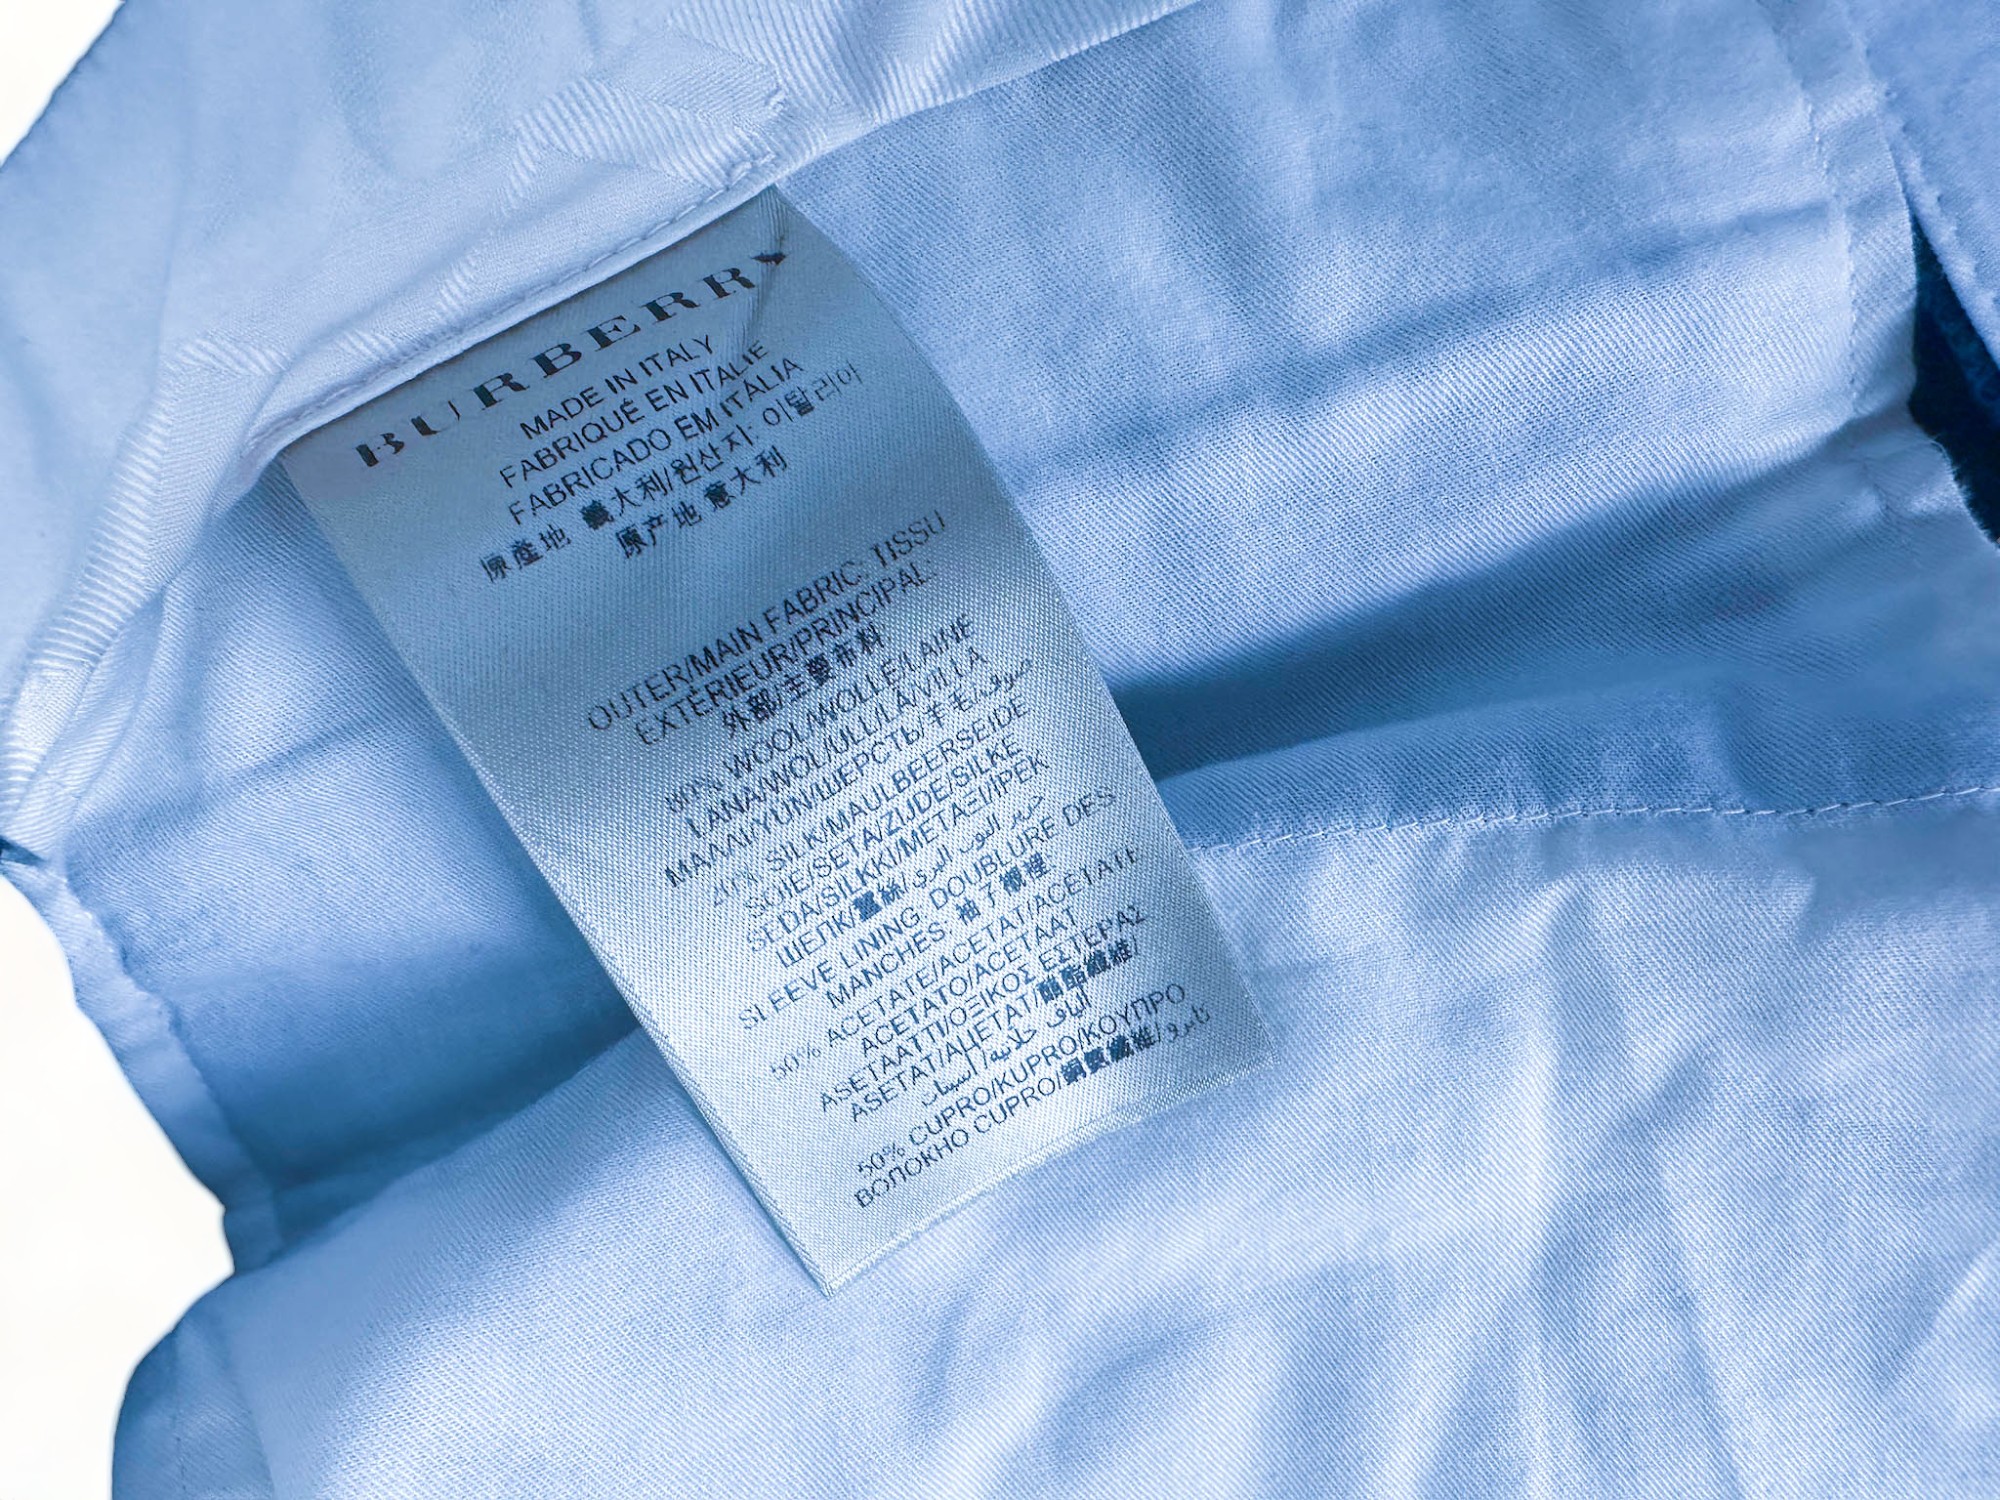 BURBERRY
MADE IN ITALY
FABRIQUÉ EN ITALIE
FABRICADO EM ITALIA
原産地 義大利/원산지: 이탈리아
原产地 意大利
OUTER/MAIN FABRIC: TISSU
EXTÉRIEUR/PRINCIPAL:
外部/主要布料
80% WOOL/WOLLE/LAINE
LANA/WOL/ULL/LÃ/VILLA
ΜΑΛΛΙ/YÜN/ШЕРСТЬ/羊毛/صوف
20% SILK/MAULBEERSEIDE
SOIE/SETA/ZIJDE/SILKE
SEDA/SILKKI/ΜΕΤΑΞΙ/IPEK
ШЕЛК/蠶絲/حرير التوت البري
SLEEVE LINING: DOUBLURE DES
MANCHES: 袖子裡襯:
50% ACETATE/ACETAT/ACÉTATE
ACETATO/ACETAAT
ASETAATTI/ΟΞΙΚΟΣ ΕΣΤΕΡΑΣ
ASETAT/АЦЕТАТ/醋酯纖維/
ألياف خلانية/
50% CUPRO/KUPRO/ΚΟΥΠΡΟ
ВОЛОКНО CUPRO/銅氨纖維/كابرو